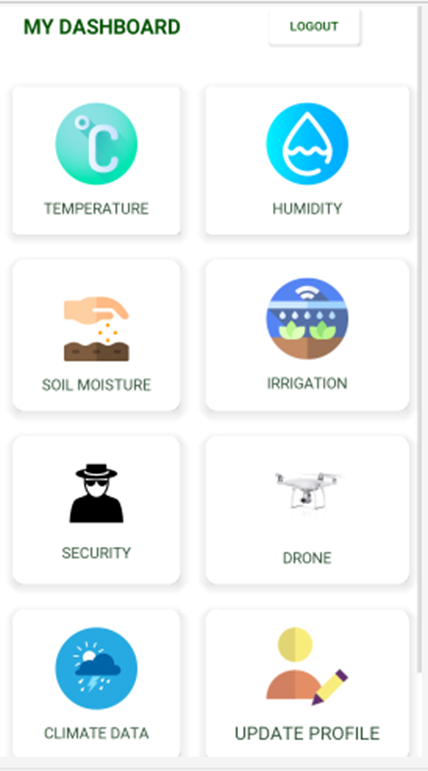 MY DASHBOARD LOGOUT
°C
TEMPERATURE HUMIDITY
SOIL MOISTURE IRRIGATION
SECURITY DRONE
CLIMATE DATA UPDATE PROFILE